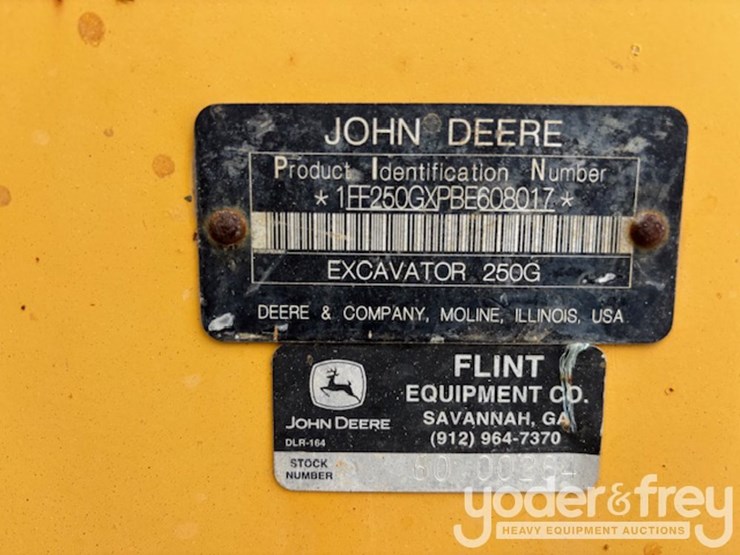 JOHN DEERE
Product Identification Number
*1FF250GXPBE608017*
EXCAVATOR 250G
DEERE & COMPANY, MOLINE, ILLINOIS, USA
FLINT
EQUIPMENT CO.
SAVANNAH, GA
(912) 964-7370
JOHN DEERE
DLR-164
STOCK
NUMBER
yoder&frey
HEAVY EQUIPMENT AUCTIONS